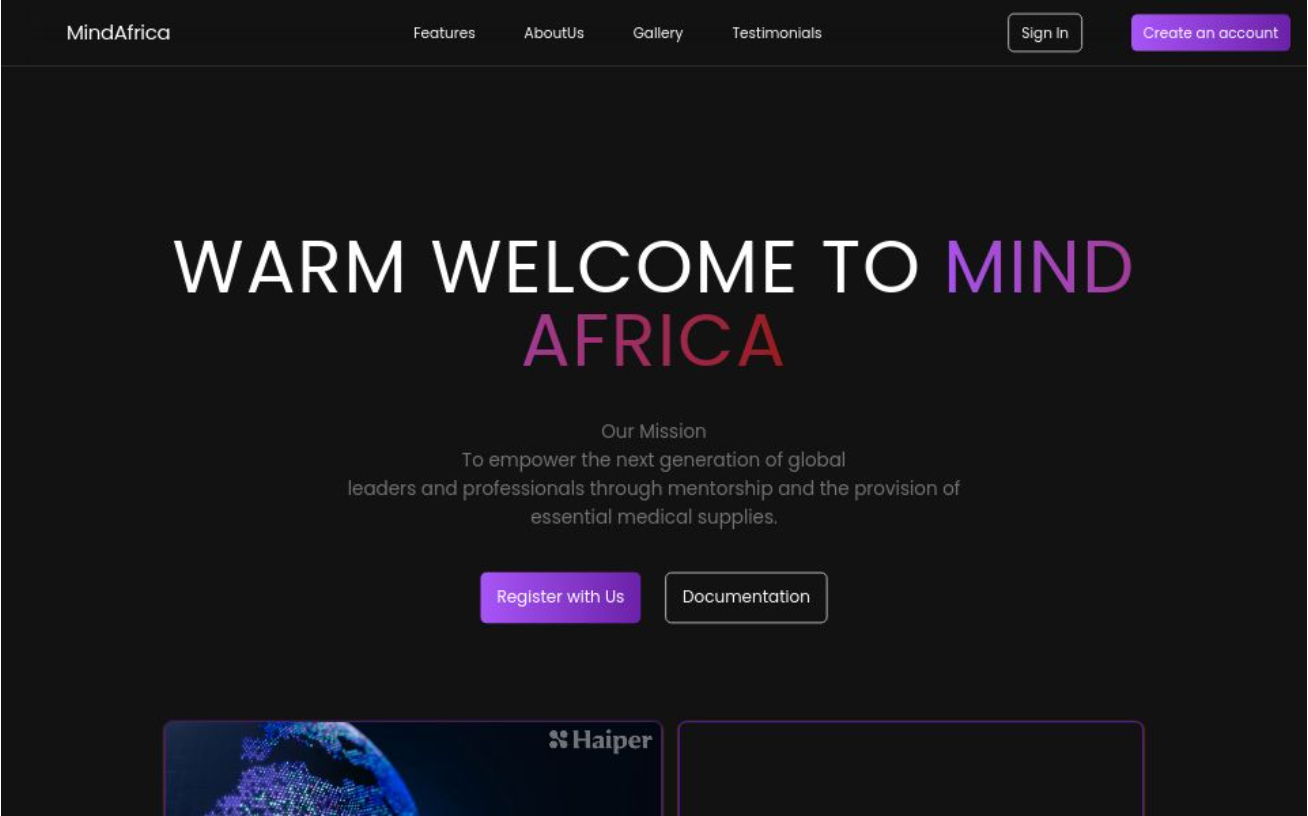 MindAfrica
Features
AboutUs
Gallery
Testimonials
Sign In
Create an account
WARM WELCOME TO MIND
AFRICA
Our Mission
To empower the next generation of global
leaders and professionals through mentorship and the provision of
essential medical supplies.
Register with Us
Documentation
Haiper